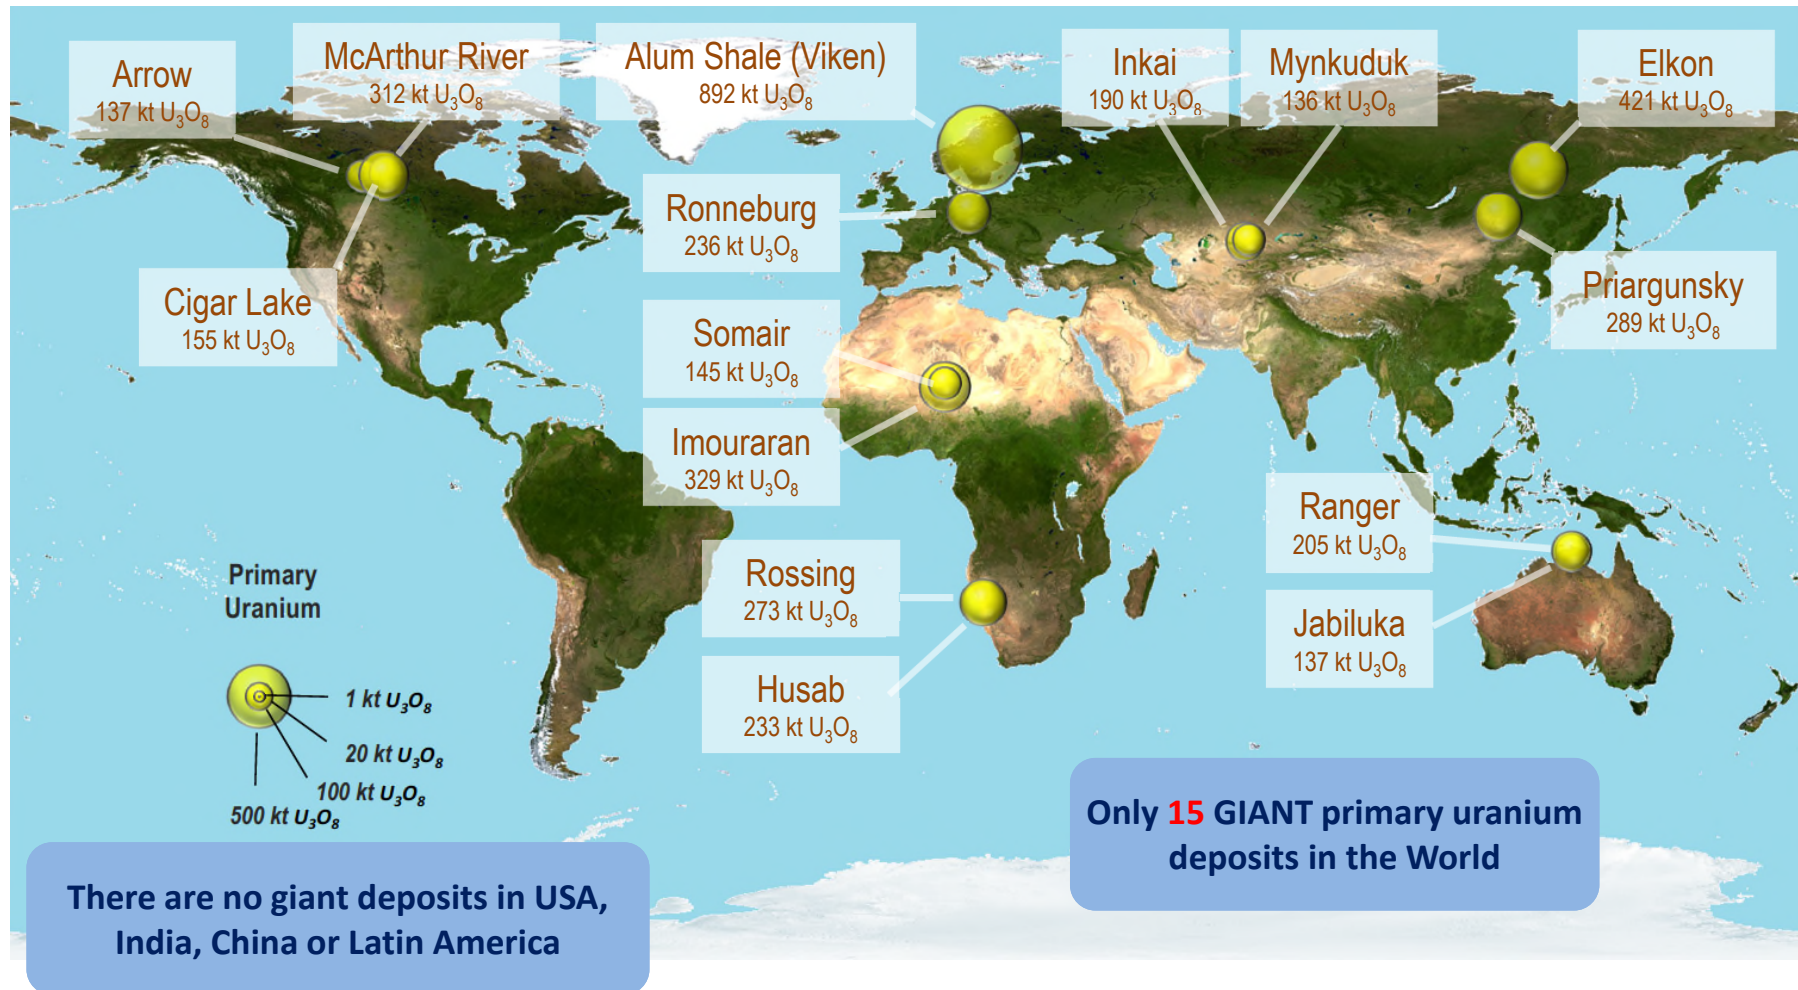 Arrow
137 kt U₃O₈
McArthur River
312 kt U₃O₈
Alum Shale (Viken)
892 kt U₃O₈
Inkai
190 kt U₃O₈
Mynkuduk
136 kt U₃O₈
Elkon
421 kt U₃O₈
Ronneburg
236 kt U₃O₈
Cigar Lake
155 kt U₃O₈
Priargunsky
289 kt U₃O₈
Somair
145 kt U₃O₈
Imouraran
329 kt U₃O₈
Ranger
205 kt U₃O₈
Rossing
273 kt U₃O₈
Jabiluka
137 kt U₃O₈
Husab
233 kt U₃O₈
Primary
Uranium
1 kt U₃O₈
20 kt U₃O₈
100 kt U₃O₈
500 kt U₃O₈
Only 15 GIANT primary uranium
deposits in the World
There are no giant deposits in USA,
India, China or Latin America